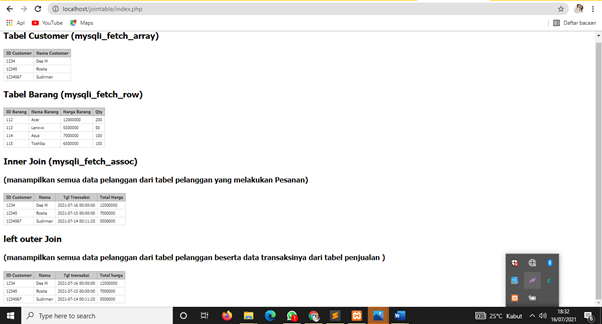 localhost/jointable/index.php
Apl YouTube Maps Daftar bacaan
Tabel Customer (mysqli_fetch_array)
ID Customer Nama Customer
1234 Dea M
12345 Rosita
1234567 Sudirman
Tabel Barang (mysqli_fetch_row)
ID Barang Nama Barang Harga Barang Qty
112 Acer 12000000 200
113 Lenovo 5500000 50
114 Asus 7000000 100
115 Toshiba 6500000 150
Inner Join (mysqli_fetch_assoc)
(manampilkan semua data pelanggan dari tabel pelanggan yang melakukan Pesanan)
ID Customer Nama Tgl Transaksi Total Harga
1234 Dea M 2021-07-16 00:00:00 12000000
12345 Rosita 2021-07-15 00:00:00 7000000
1234567 Sudirman 2021-07-14 00:11:20 5500000
left outer Join
(manampilkan semua data pelanggan dari tabel pelanggan beserta data transaksinya dari tabel penjualan )
ID Customer Nama Tgl transaksi Total harga
1234 Dea M 2021-07-16 00:00:00 12000000
12345 Rosita 2021-07-15 00:00:00 7000000
1234567 Sudirman 2021-07-14 00:11:20 5500000
Type here to search
25°C Kabut
18:32
16/07/2021